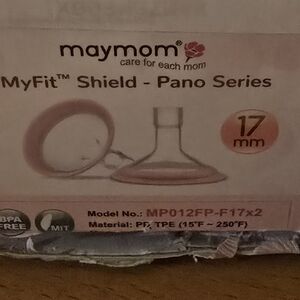 maymom®
care for each mom
MyFit™ Shield - Pano Series
17
mm
BPA
FREE
MIT
Model No.: MP012FP-F17x2
Material: PP, TPE (15°F ~ 250°F)